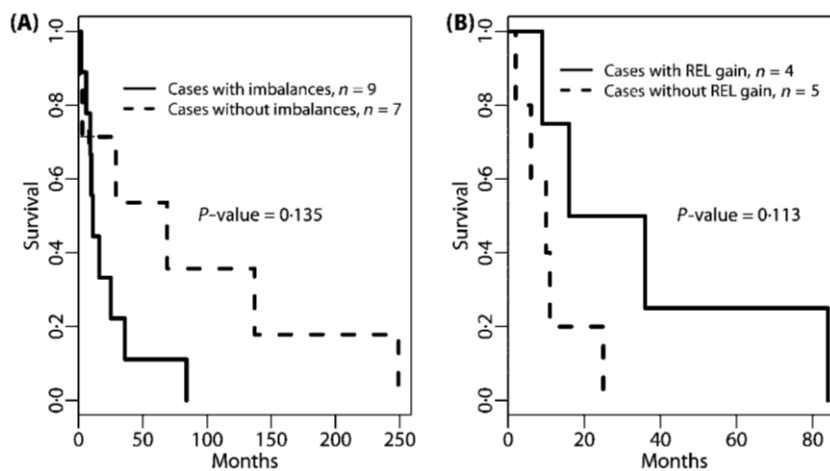 (A)
Survival
1·0
0·8
0·6
0·4
0·2
0·0
Cases with imbalances, n = 9
Cases without imbalances, n = 7
P-value = 0·135
0 50 100 150 200 250
Months
(B)
Survival
1·0
0·8
0·6
0·4
0·2
0·0
Cases with REL gain, n = 4
Cases without REL gain, n = 5
P-value = 0·113
0 20 40 60 80
Months